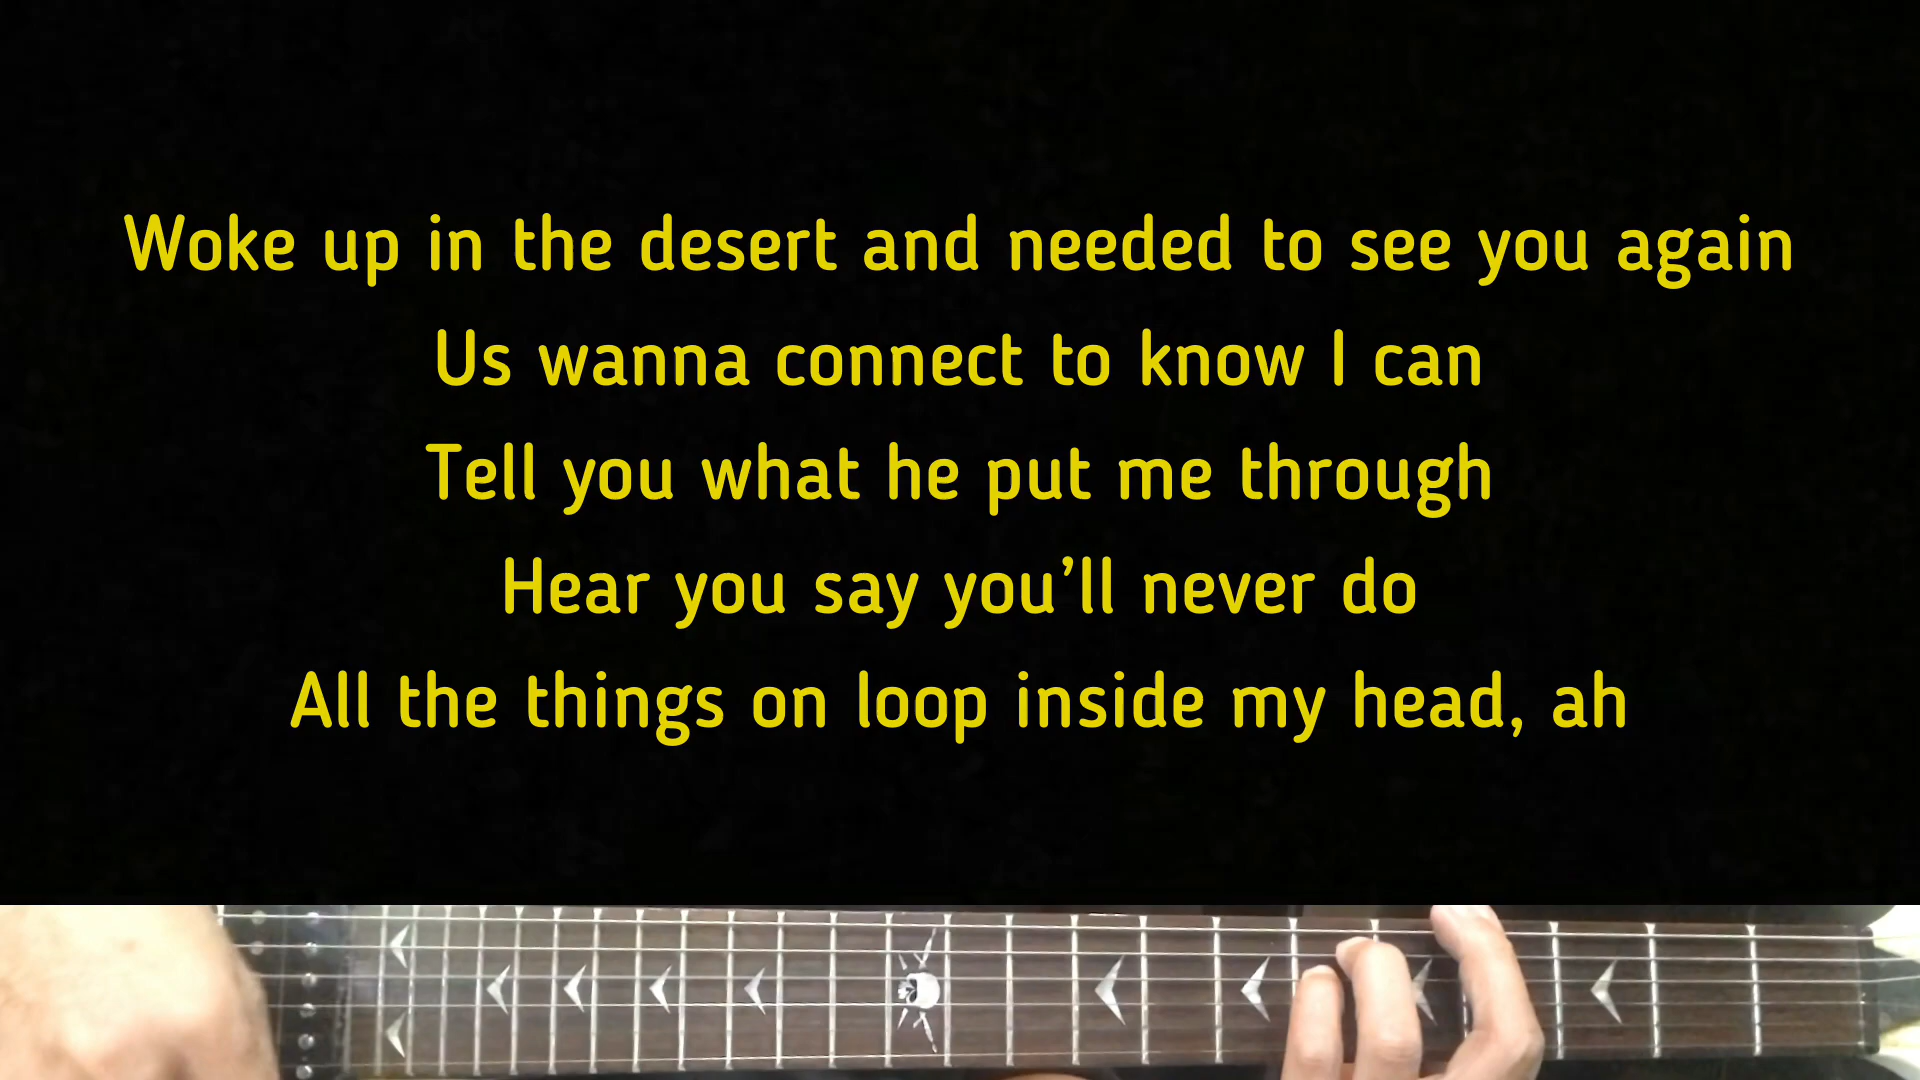 Woke up in the desert and needed to see you again
Us wanna connect to know I can
Tell you what he put me through
Hear you say you’ll never do
All the things on loop inside my head, ah